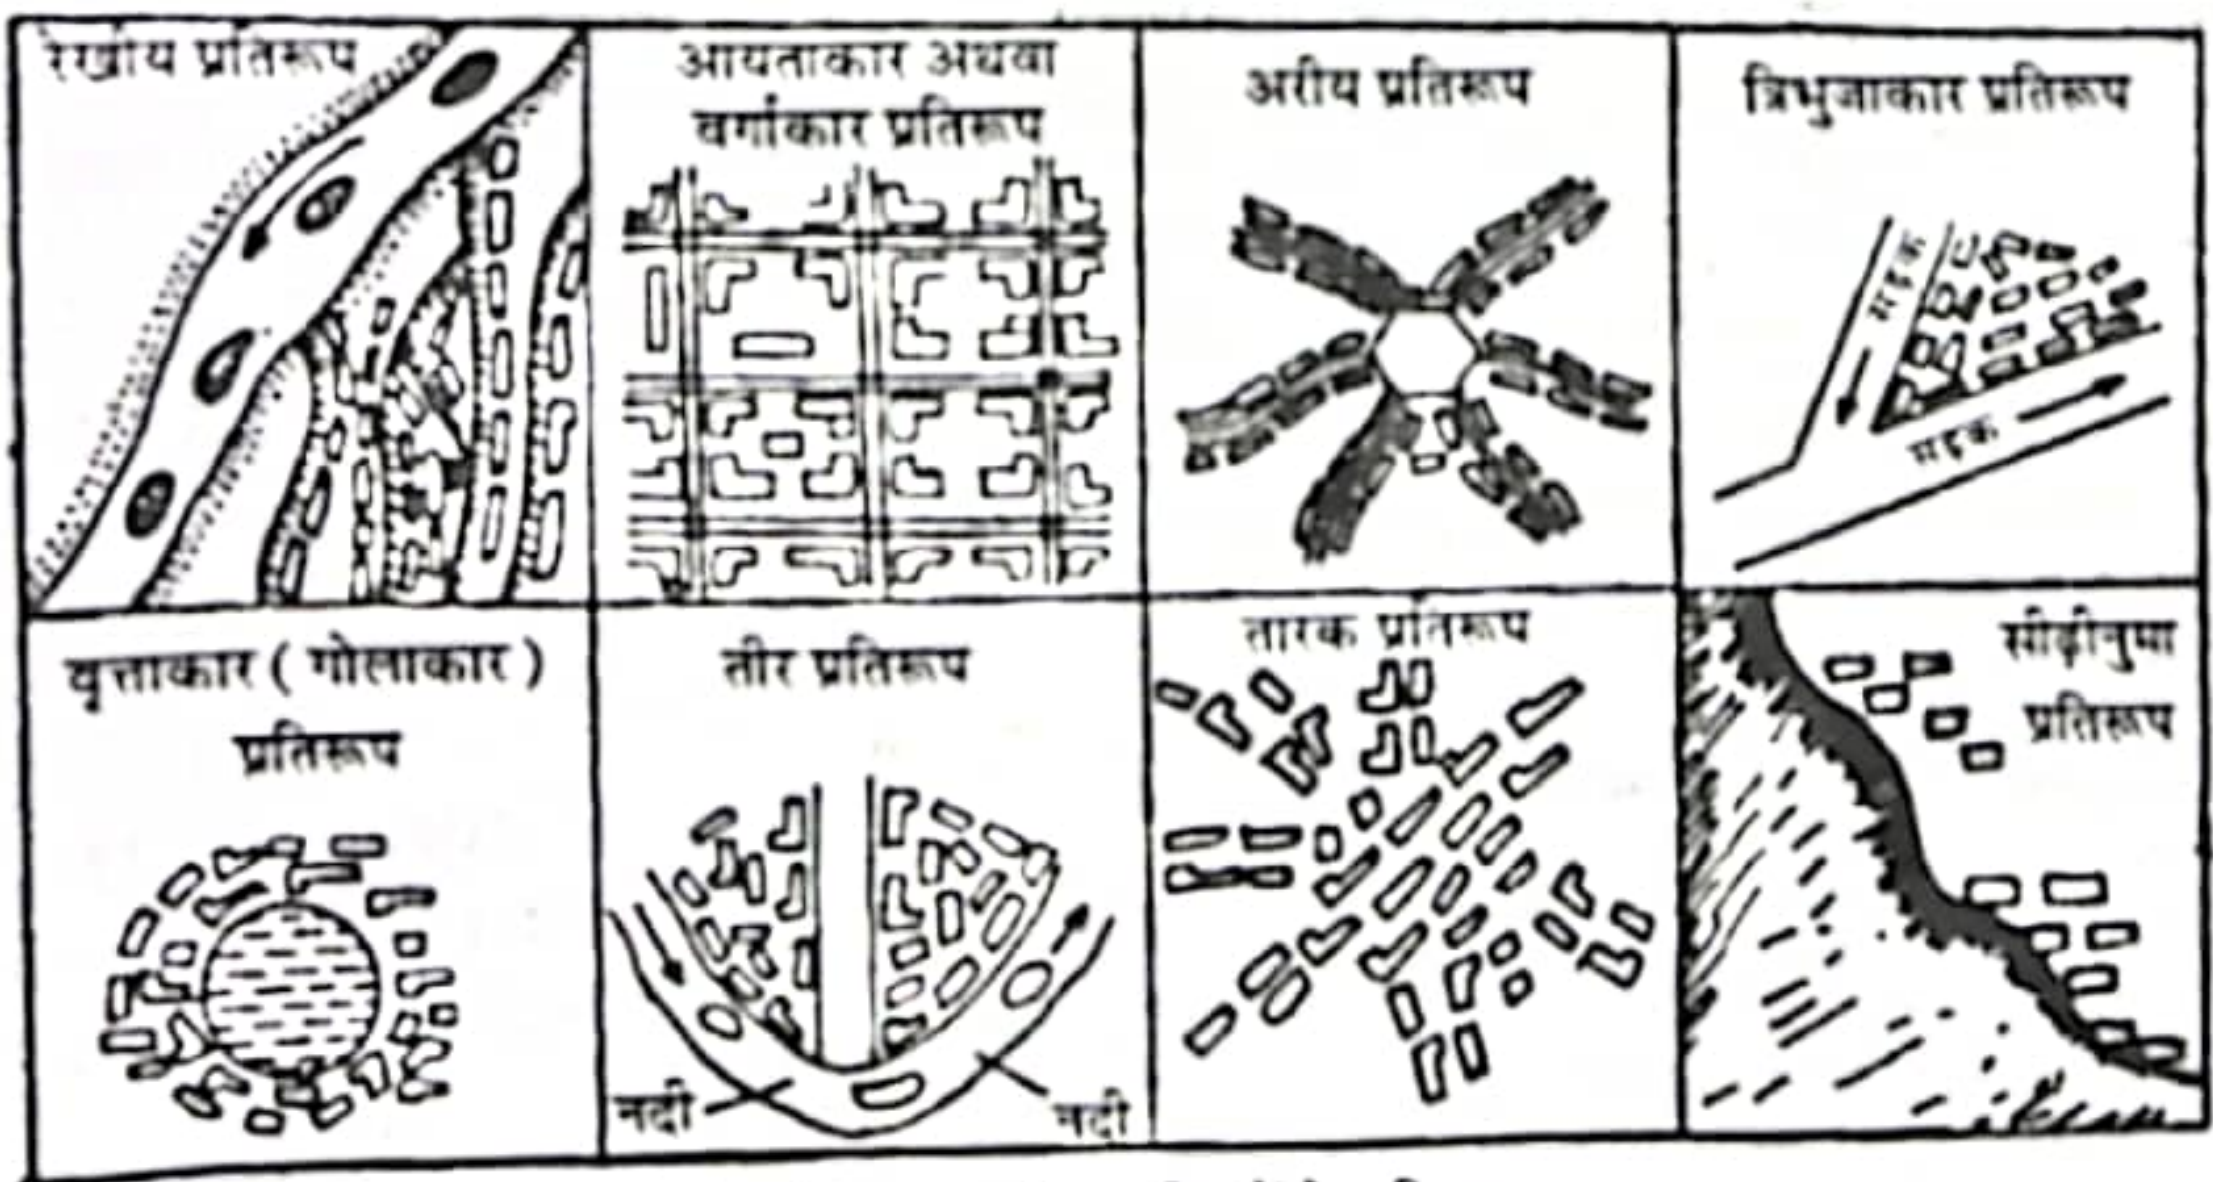 रेखीय प्रतिरूप
आयताकार अथवा
वर्गाकार प्रतिरूप
अरीय प्रतिरूप
त्रिभुजाकार प्रतिरूप
सड़क
सड़क
वृत्ताकार ( गोलाकार )
प्रतिरूप
तीर प्रतिरूप
नदी
नदी
तारक प्रतिरूप
सीढ़ीनुमा
प्रतिरूप